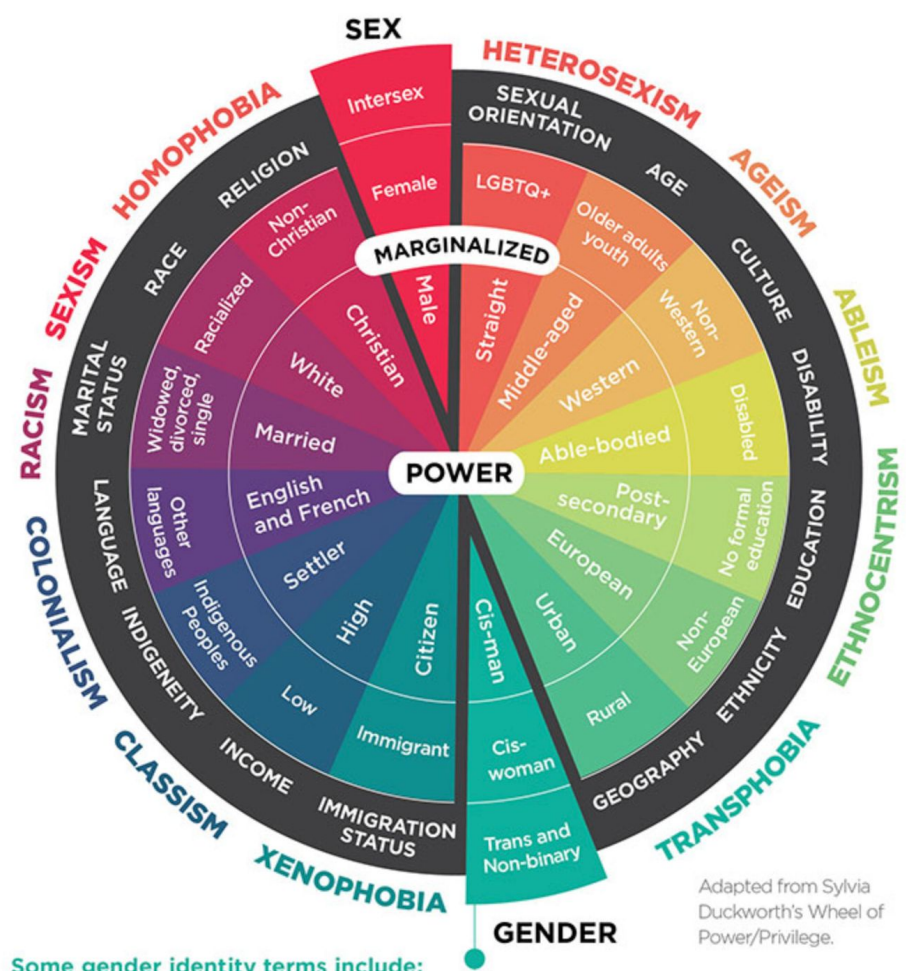 SEX
HETEROSEXISM
AGEISM
ABLEISM
ETHNOCENTRISM
TRANSPHOBIA
XENOPHOBIA
CLASSISM
COLONIALISM
RACISM
SEXISM
HOMOPHOBIA
Intersex
Female
Male
MARGINALIZED
POWER
SEXUAL
ORIENTATION
LGBTQ+
Straight
AGE
Older adults
youth
Middle-aged
CULTURE
Non-
Western
Western
DISABILITY
Disabled
Able-bodied
EDUCATION
No formal
education
Post-
secondary
ETHNICITY
Non-
European
European
GEOGRAPHY
Rural
Urban
Cis-man
Cis-
woman
Trans and
Non-binary
GENDER
IMMIGRATION
STATUS
Immigrant
Citizen
INCOME
Low
High
INDIGENEITY
Indigenous
Peoples
Settler
LANGUAGE
Other
languages
English
and French
MARITAL
STATUS
Widowed,
divorced,
single
Married
RACE
Racialized
White
RELIGION
Non-
Christian
Christian
Adapted from Sylvia
Duckworth's Wheel of
Power/Privilege.
Some gender identity terms include: